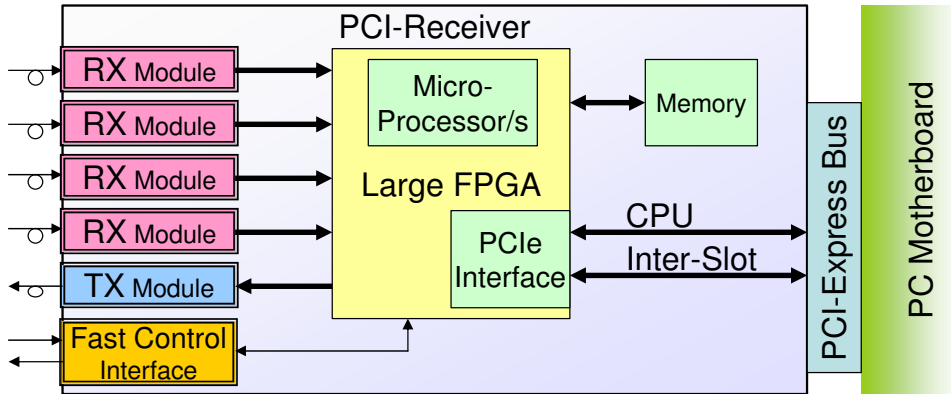 PCI-Receiver
RX Module
RX Module
RX Module
RX Module
TX Module
Fast Control
Interface
Micro-
Processor/s
Large FPGA
PCIe
Interface
Memory
CPU
Inter-Slot
PCI-Express Bus
PC Motherboard